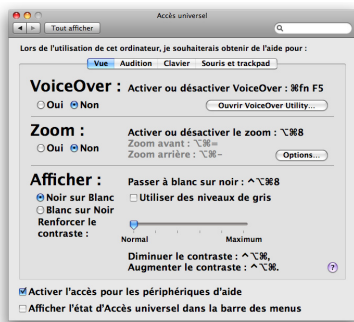 Accès universel
Tout afficher
Lors de l'utilisation de cet ordinateur, je souhaiterais obtenir de l'aide pour :
Vue Audition Clavier Souris et trackpad
VoiceOver : Activer ou désactiver VoiceOver : ⌘fn F5
Oui Non Ouvrir VoiceOver Utility...
Zoom : Activer ou désactiver le zoom : ⌥⌘8
Oui Non Zoom avant : ⌥⌘=
Zoom arrière : ⌥⌘- Options...
Afficher : Passer à blanc sur noir : ^⌥⌘8
Noir sur Blanc Utiliser des niveaux de gris
Blanc sur Noir
Renforcer le
contraste :
Normal Maximum
Diminuer le contraste : ^⌥⌘,
Augmenter le contraste : ^⌥⌘.
?
Activer l'accès pour les périphériques d'aide
Afficher l'état d'Accès universel dans la barre des menus